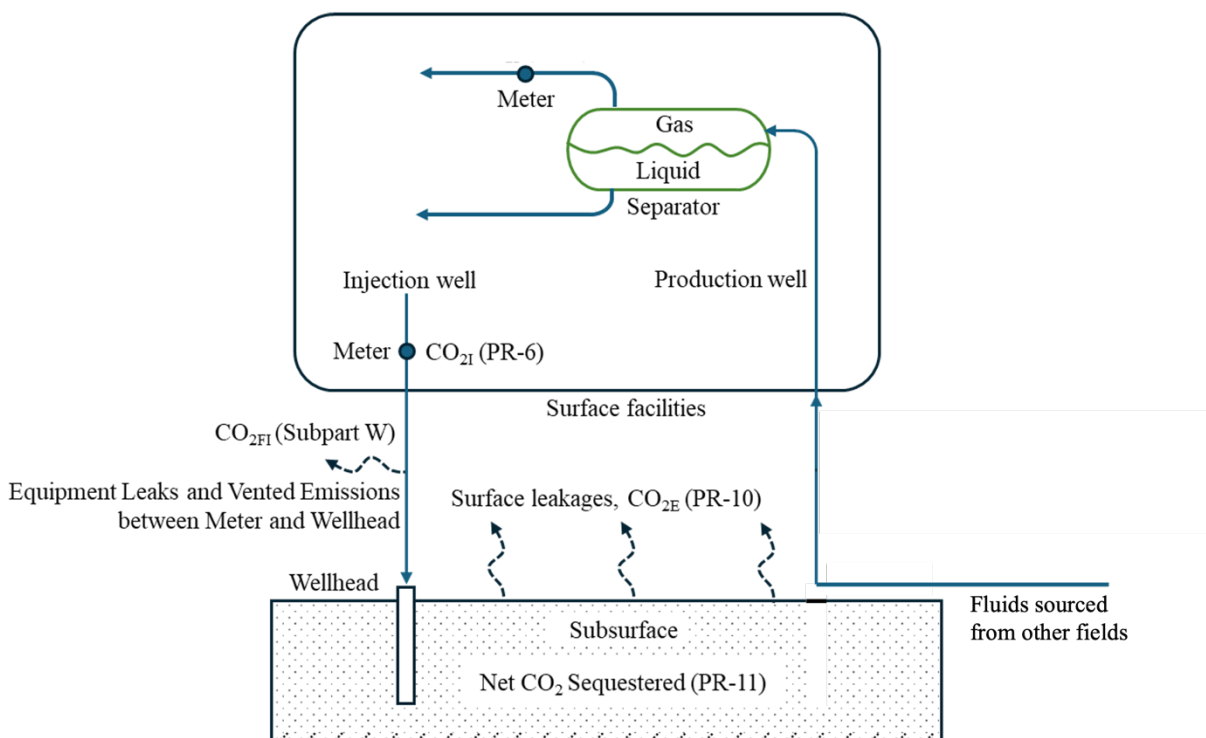 Meter
Gas
Liquid
Separator
Injection well
Production well
Meter
CO₂I (PR-6)
Surface facilities
CO₂FI (Subpart W)
Equipment Leaks and Vented Emissions
between Meter and Wellhead
Surface leakages, CO₂E (PR-10)
Wellhead
Fluids sourced
from other fields
Subsurface
Net CO₂ Sequestered (PR-11)